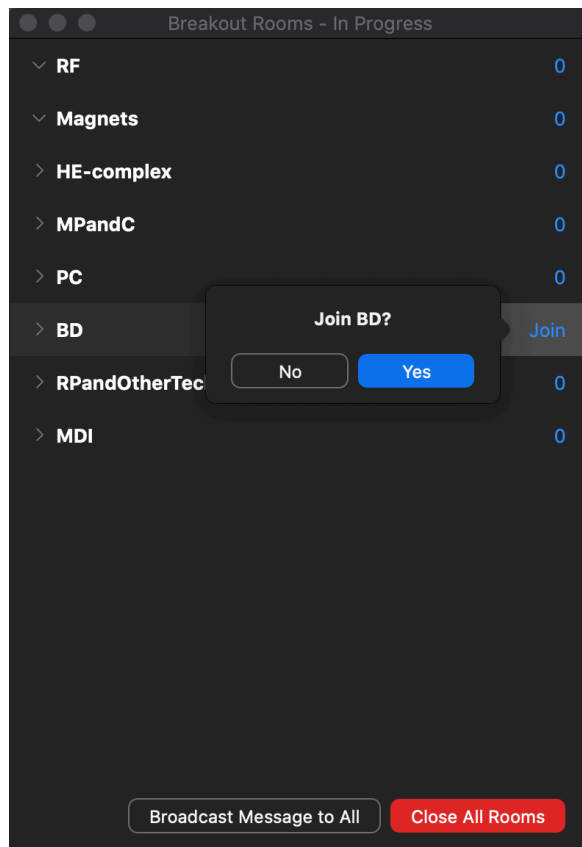 Breakout Rooms - In Progress
RF 0
Magnets 0
HE-complex 0
MPandC 0
PC 0
Join BD?
BD Join
No Yes
RPandOtherTec 0
MDI 0
Broadcast Message to All Close All Rooms